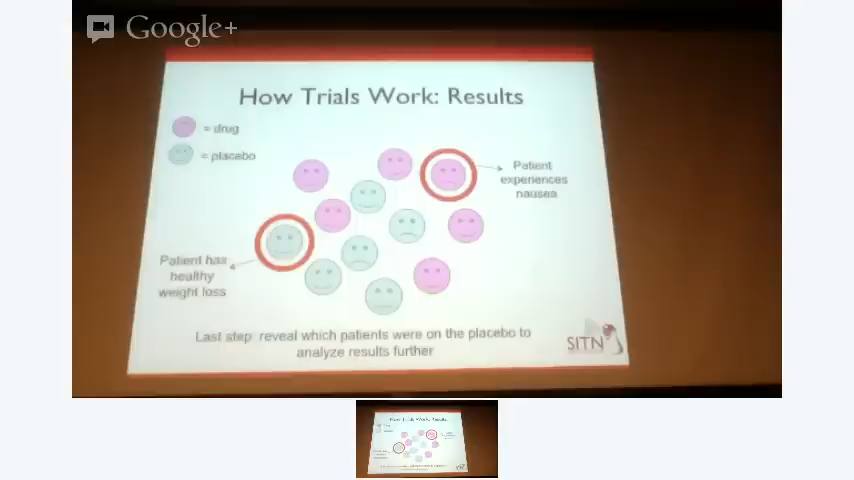 Google+
How Trials Work: Results
= drug
= placebo
Patient
experiences
nausea
Patient has
healthy
weight loss
Last step: reveal which patients were on the placebo to
analyze results further
SITN